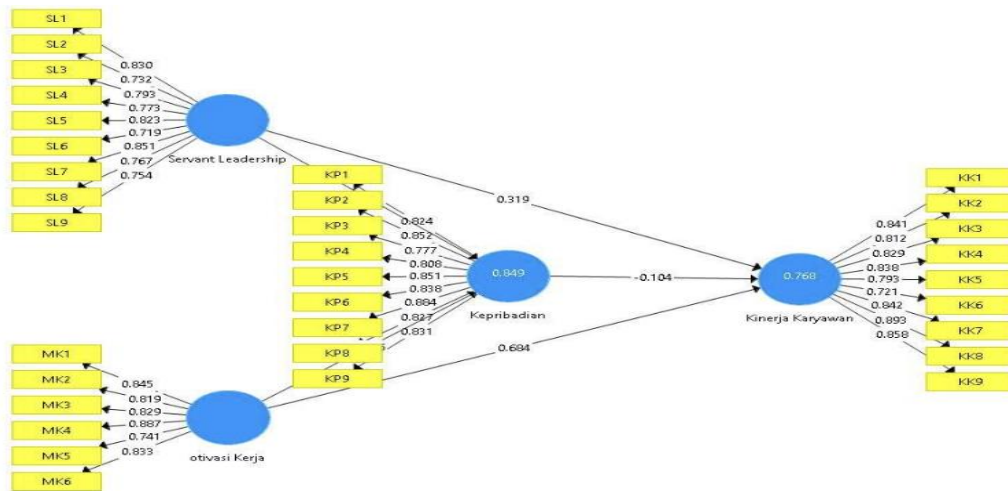 SL1
SL2
SL3
SL4
SL5
SL6
SL7
SL8
SL9
0.830
0.732
0.793
0.773
0.823
0.719
0.851
0.767
0.754
Servant Leadership
KP1
KP2
KP3
KP4
KP5
KP6
KP7
KP8
KP9
0.824
0.852
0.777
0.808
0.851
0.838
0.884
0.827
0.831
0.849
Kepribadian
0.319
-0.104
0.684
0.768
Kinerja Karyawan
KK1
KK2
KK3
KK4
KK5
KK6
KK7
KK8
KK9
0.841
0.812
0.829
0.838
0.793
0.721
0.842
0.893
0.858
MK1
MK2
MK3
MK4
MK5
MK6
0.845
0.819
0.829
0.887
0.741
0.833
otivasi Kerja